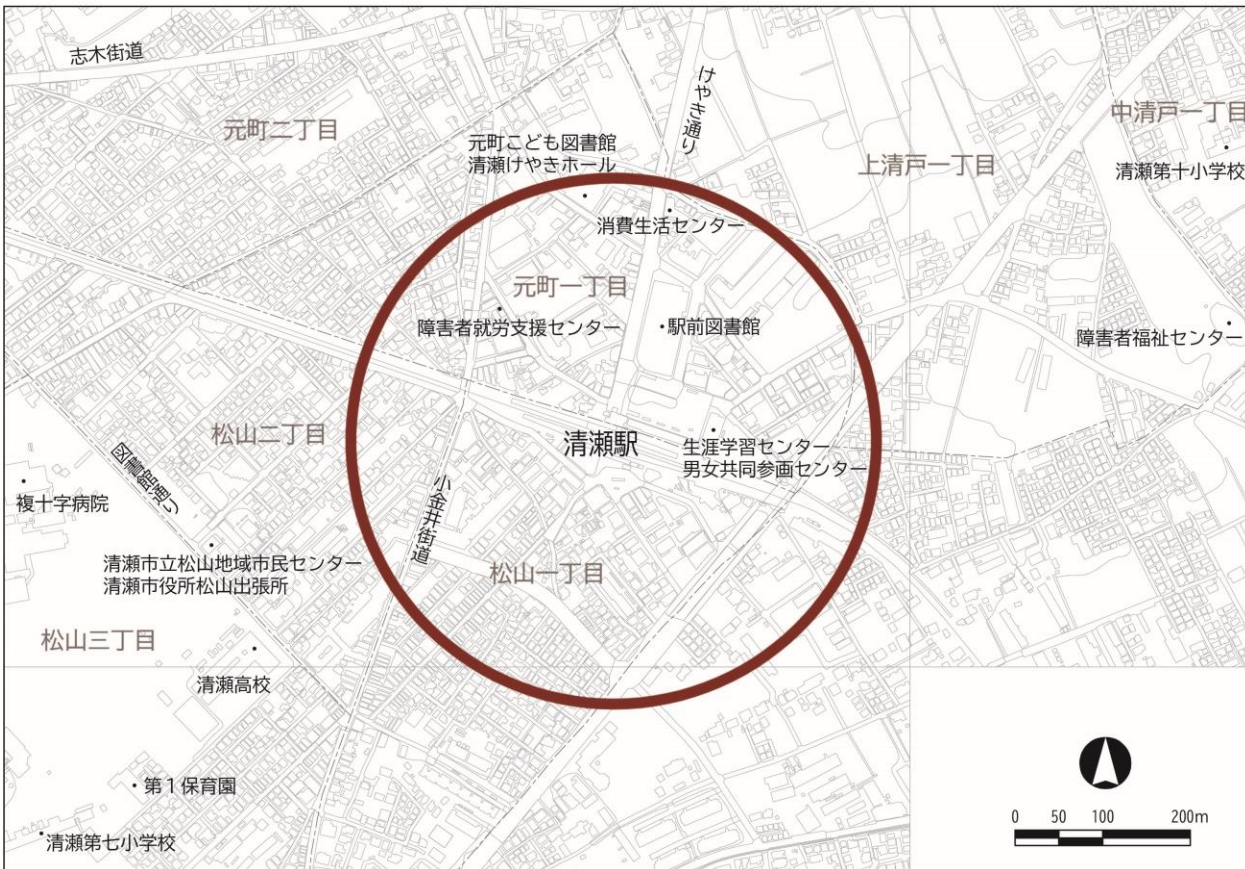 志木街道
けやき通り
元町二丁目
中清戸一丁目
元町こども図書館
清瀬けやきホール
上清戸一丁目
清瀬第十小学校
消費生活センター
元町一丁目
障害者就労支援センター
駅前図書館
障害者福祉センター
松山二丁目
清瀬駅
生涯学習センター
男女共同参画センター
図書館通り
複十字病院
小金井街道
清瀬市立松山地域市民センター
清瀬市役所松山出張所
松山一丁目
松山三丁目
清瀬高校
第1保育園
清瀬第七小学校
0 50 100 200m